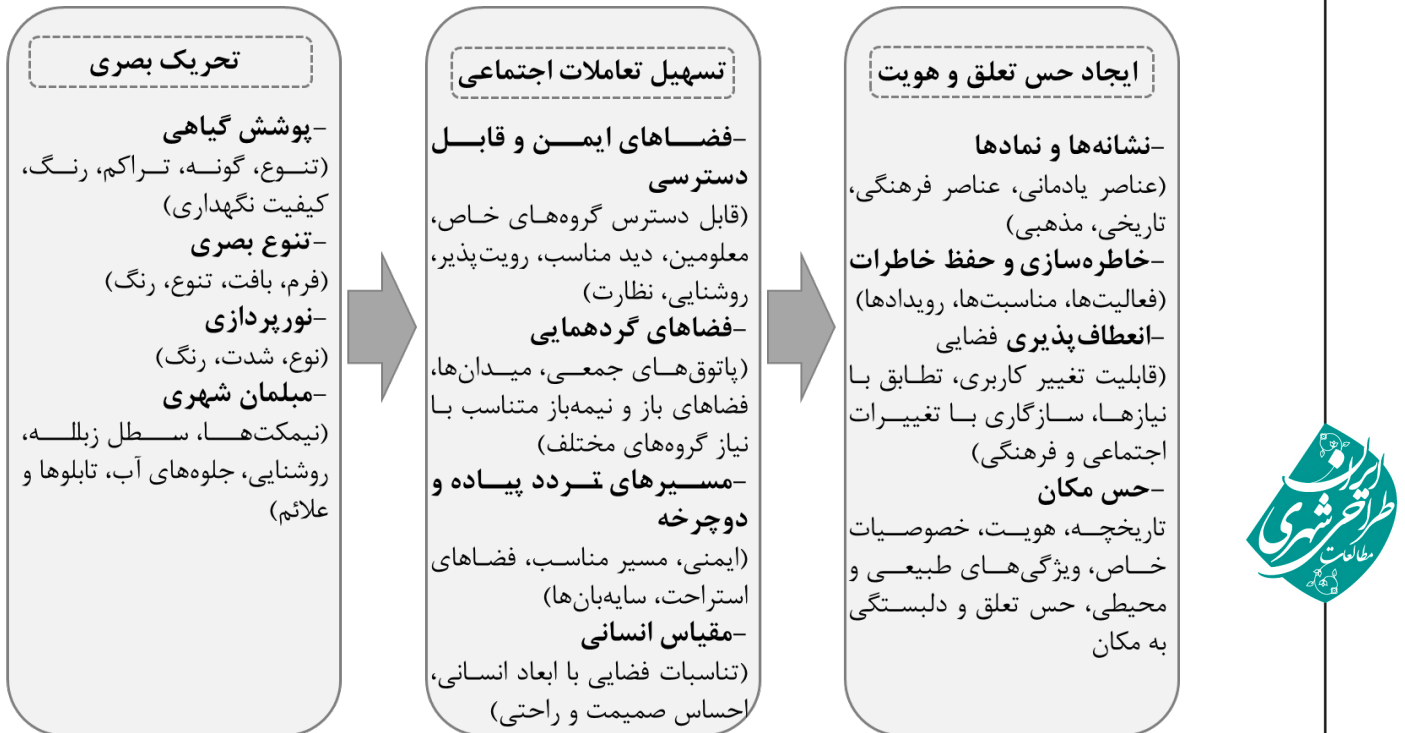 تحریک بصری
-پوشش گیاهی
(تنوع، گونه، تراکم، رنگ،
کیفیت نگهداری)
-تنوع بصری
(فرم، بافت، تنوع، رنگ)
-نورپردازی
(نوع، شدت، رنگ)
-مبلمان شهری
(نیمکت‌ها، سطل زبلله،
روشنایی، جلوه‌های آب، تابلوها و
علائم)
تسهیل تعاملات اجتماعی
-فضاهای ایمن و قابل
دسترسی
(قابل دسترس گروه‌های خاص،
معلومین، دید مناسب، رویت‌پذیر،
روشنایی، نظارت)
-فضاهای گردهمایی
(پاتوق‌های جمعی، میدان‌ها،
فضاهای باز و نیمه‌باز متناسب با
نیاز گروه‌های مختلف)
-مسیرهای تردد پیاده و
دوچرخه
(ایمنی، مسیر مناسب، فضاهای
استراحت، سایه‌بان‌ها)
-مقیاس انسانی
(تناسبات فضایی با ابعاد انسانی،
احساس صمیمت و راحتی)
ایجاد حس تعلق و هویت
-نشانه‌ها و نمادها
(عناصر یادمانی، عناصر فرهنگی،
تاریخی، مذهبی)
-خاطره‌سازی و حفظ خاطرات
(فعالیت‌ها، مناسبت‌ها، رویدادها)
-انعطاف‌پذیری فضایی
(قابلیت تغییر کاربری، تطابق با
نیازها، سازگاری با تغییرات
اجتماعی و فرهنگی)
-حس مکان
تاریخچه، هویت، خصوصیات
خاص، ویژگی‌های طبیعی و
محیطی، حس تعلق و دلبستگی
به مکان
مطالعات
طراحی شهری
ایران